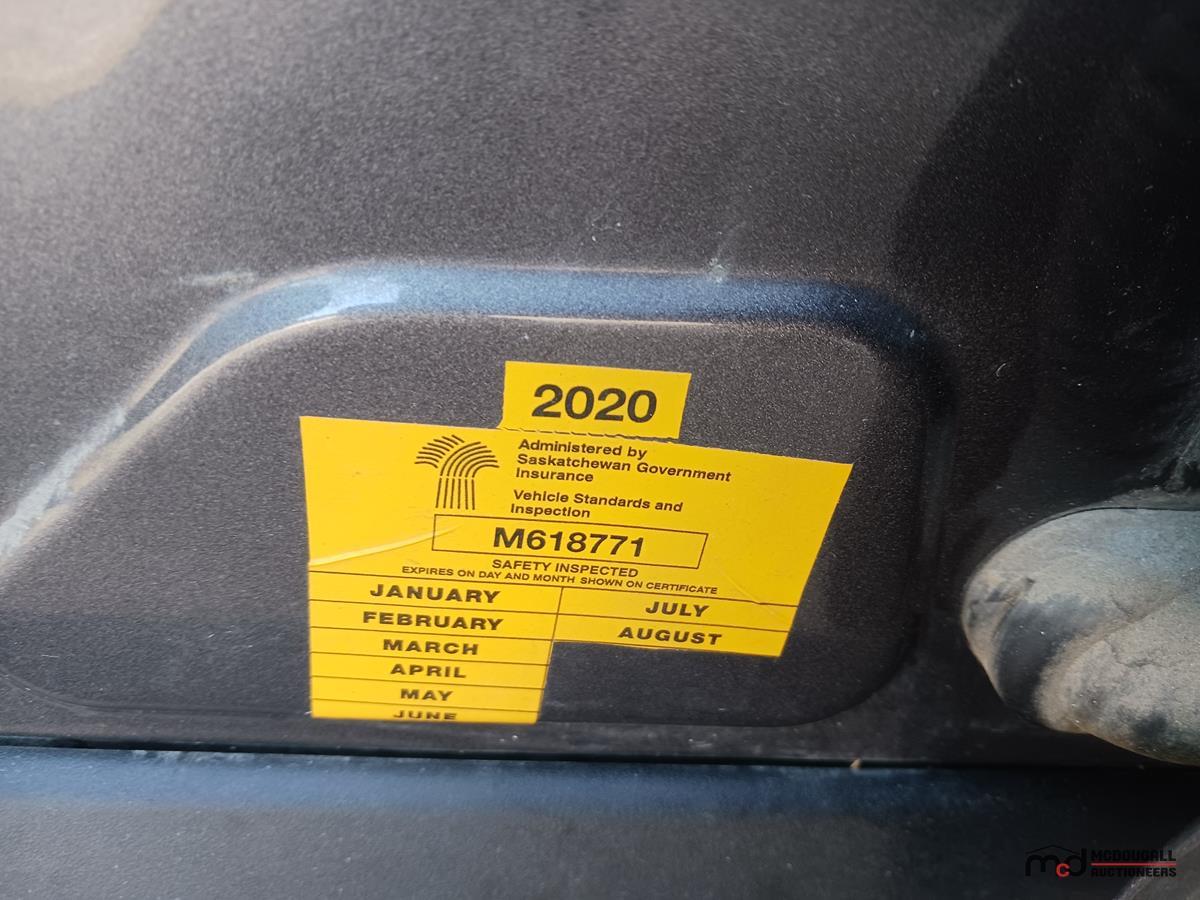 2020
Administered by
Saskatchewan Government
Insurance
Vehicle Standards and
Inspection
M618771
SAFETY INSPECTED
EXPIRES ON DAY AND MONTH SHOWN ON CERTIFICATE
JANUARY
FEBRUARY
MARCH
APRIL
MAY
JUNE
JULY
AUGUST
mcd MCDOUGALL
AUCTIONEERS